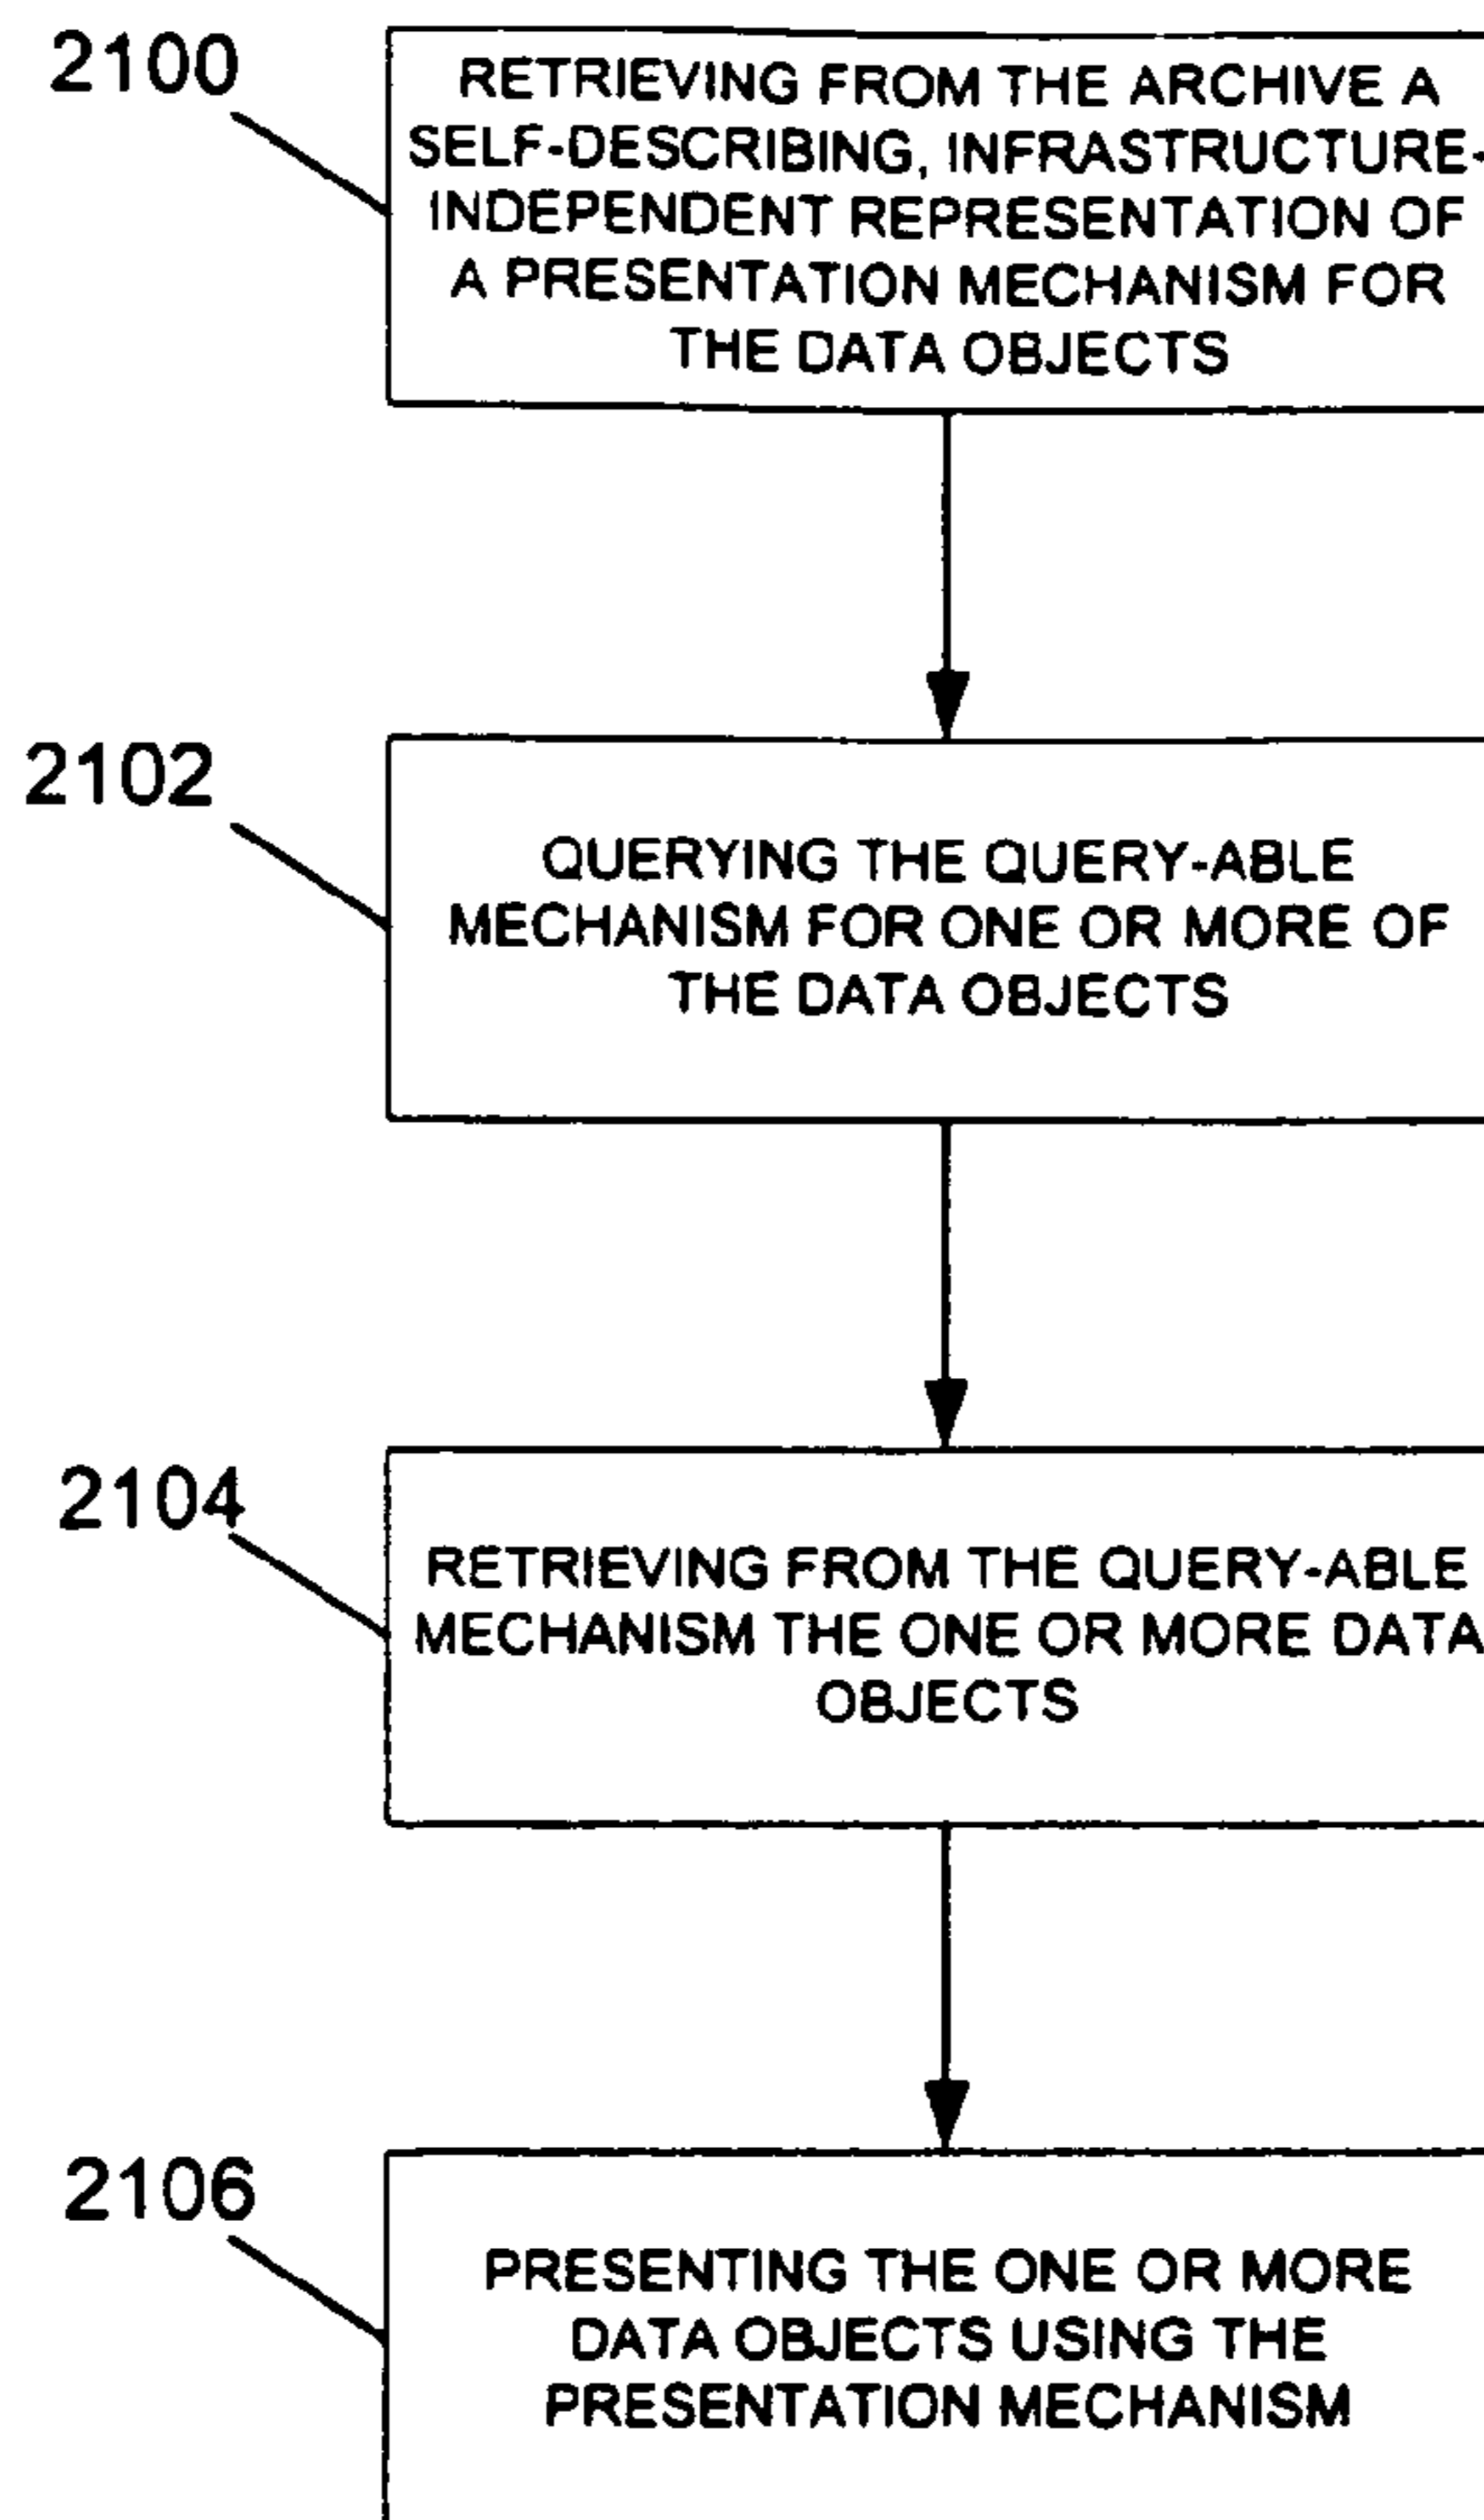 2100
RETRIEVING FROM THE ARCHIVE A
SELF-DESCRIBING, INFRASTRUCTURE-
INDEPENDENT REPRESENTATION OF
A PRESENTATION MECHANISM FOR
THE DATA OBJECTS
2102
QUERYING THE QUERY-ABLE
MECHANISM FOR ONE OR MORE OF
THE DATA OBJECTS
2104
RETRIEVING FROM THE QUERY-ABLE
MECHANISM THE ONE OR MORE DATA
OBJECTS
2106
PRESENTING THE ONE OR MORE
DATA OBJECTS USING THE
PRESENTATION MECHANISM